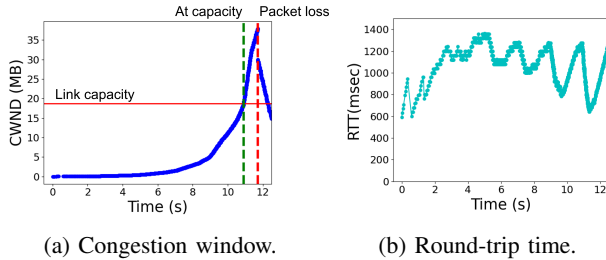 At capacity Packet loss
CWND (MB)
35
30
25
20
15
10
5
0
Link capacity
0 2 4 6 8 10 12
Time (s)
(a) Congestion window.
RTT(msec)
1400
1200
1000
800
600
400
200
0
0 2 4 6 8 10 12
Time (s)
(b) Round-trip time.